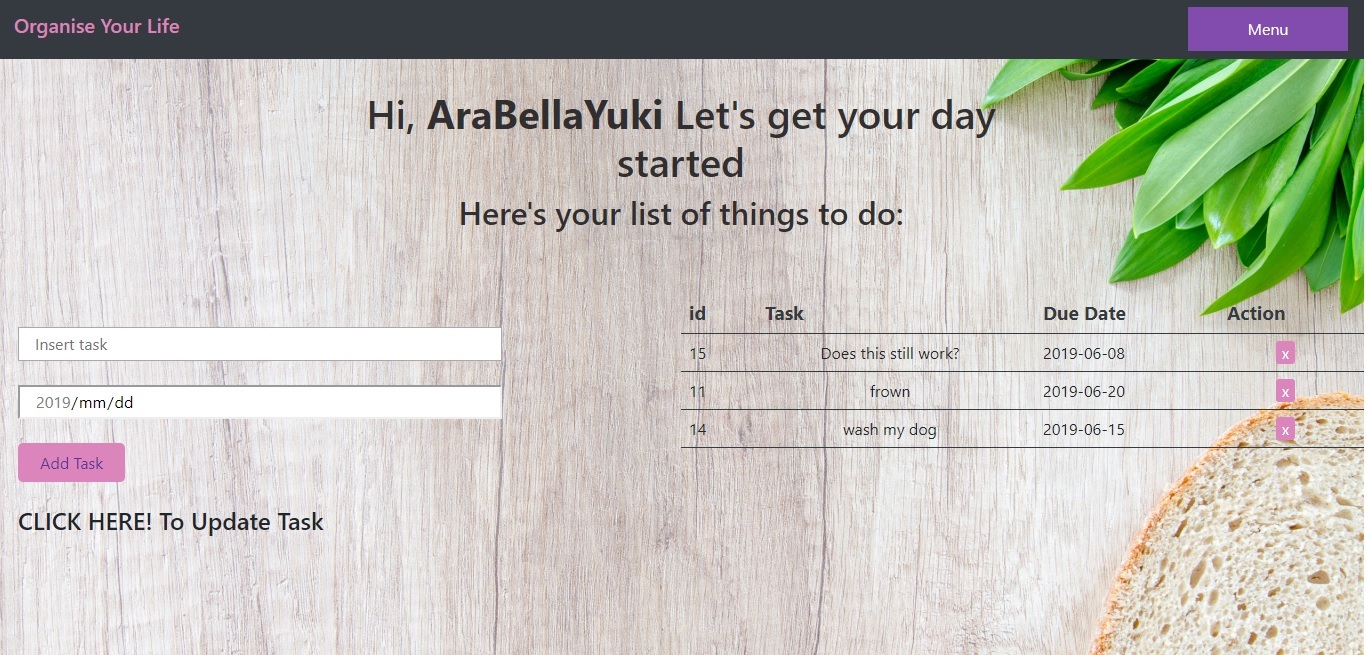 Organise Your Life
Menu
Hi, AraBellaYuki Let's get your day
started
Here's your list of things to do:
Insert task
2019/mm/dd
Add Task
CLICK HERE! To Update Task
id Task Due Date Action
15 Does this still work? 2019-06-08 x
11 frown 2019-06-20 x
14 wash my dog 2019-06-15 x